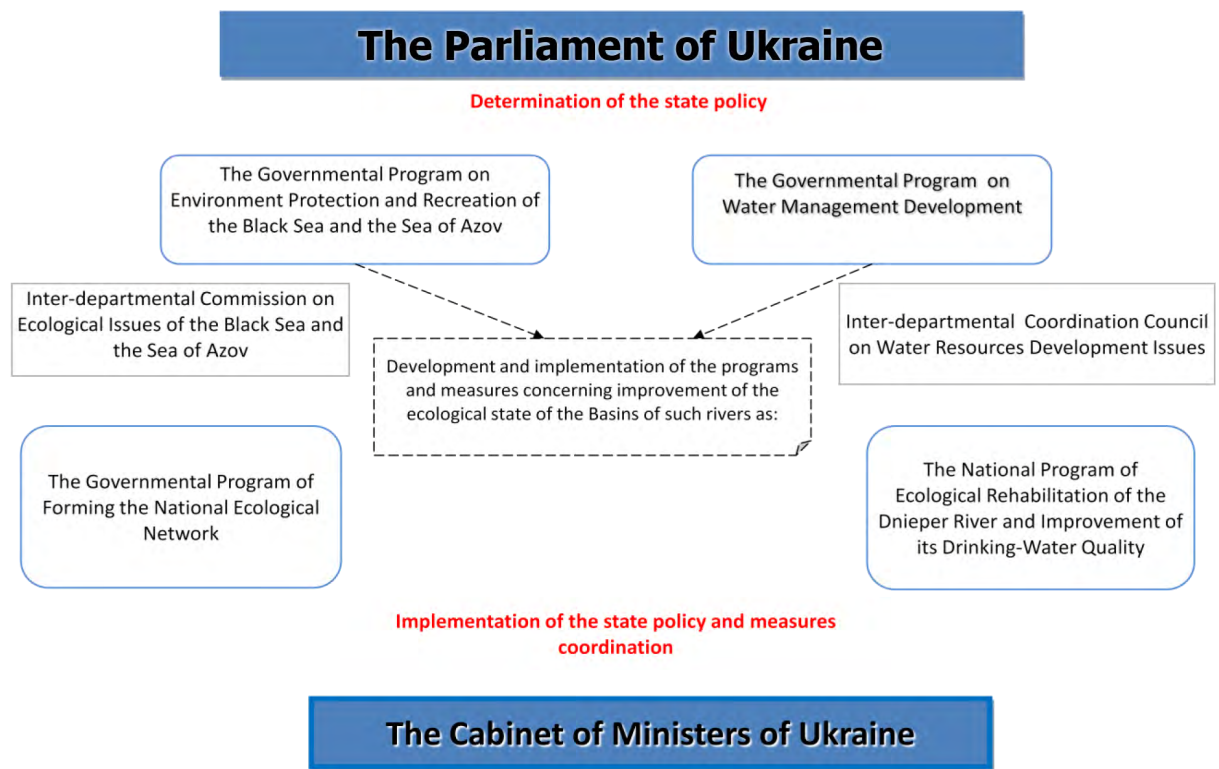 The Parliament of Ukraine
Determination of the state policy
The Governmental Program on
Environment Protection and Recreation of
the Black Sea and the Sea of Azov
The Governmental Program on
Water Management Development
Inter-departmental Commission on
Ecological Issues of the Black Sea and
the Sea of Azov
Inter-departmental Coordination Council
on Water Resources Development Issues
Development and implementation of the programs
and measures concerning improvement of the
ecological state of the Basins of such rivers as:
The Governmental Program of
Forming the National Ecological
Network
The National Program of
Ecological Rehabilitation of the
Dnieper River and Improvement of
its Drinking-Water Quality
Implementation of the state policy and measures
coordination
The Cabinet of Ministers of Ukraine